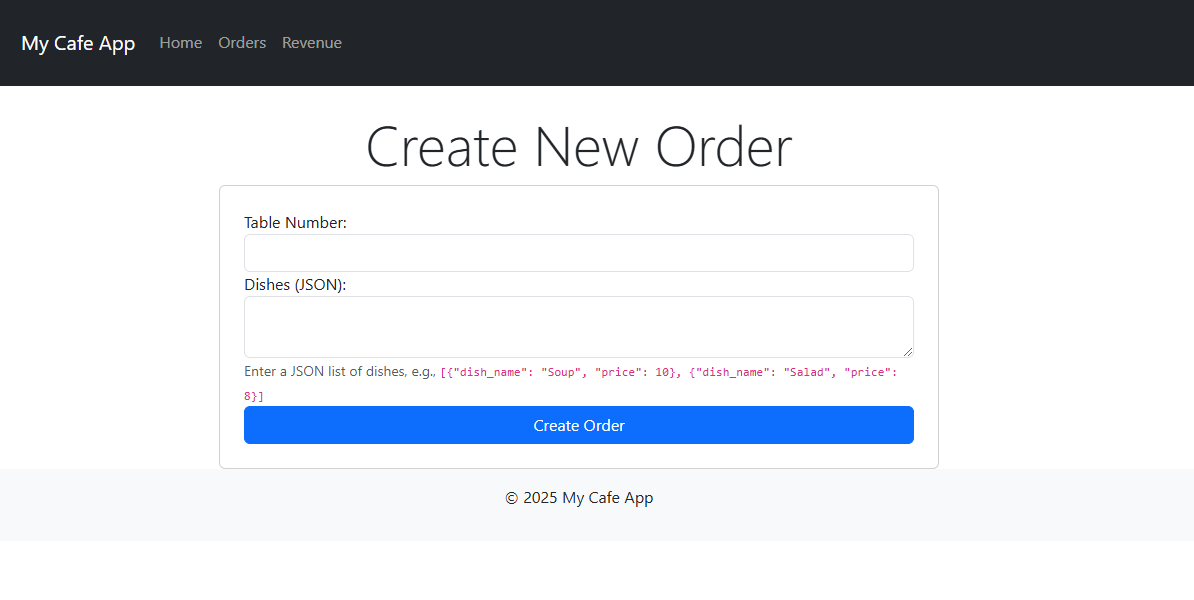 My Cafe App Home Orders Revenue
Create New Order
Table Number:
Dishes (JSON):
Enter a JSON list of dishes, e.g., [{"dish_name": "Soup", "price": 10}, {"dish_name": "Salad", "price":
8}]
Create Order
© 2025 My Cafe App